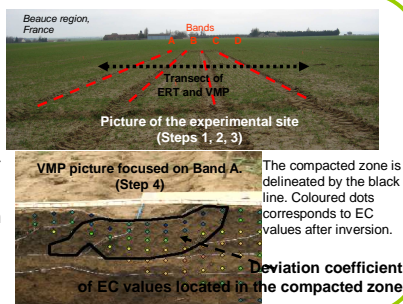 Beauce region,
France
Bands
A B C D
Transect of
ERT and VMP
Picture of the experimental site
(Steps 1, 2, 3)
VMP picture focused on Band A.
(Step 4)
The compacted zone is
delineated by the black
line. Coloured dots
corresponds to EC
values after inversion.
Deviation coefficient
of EC values located in the compacted zone